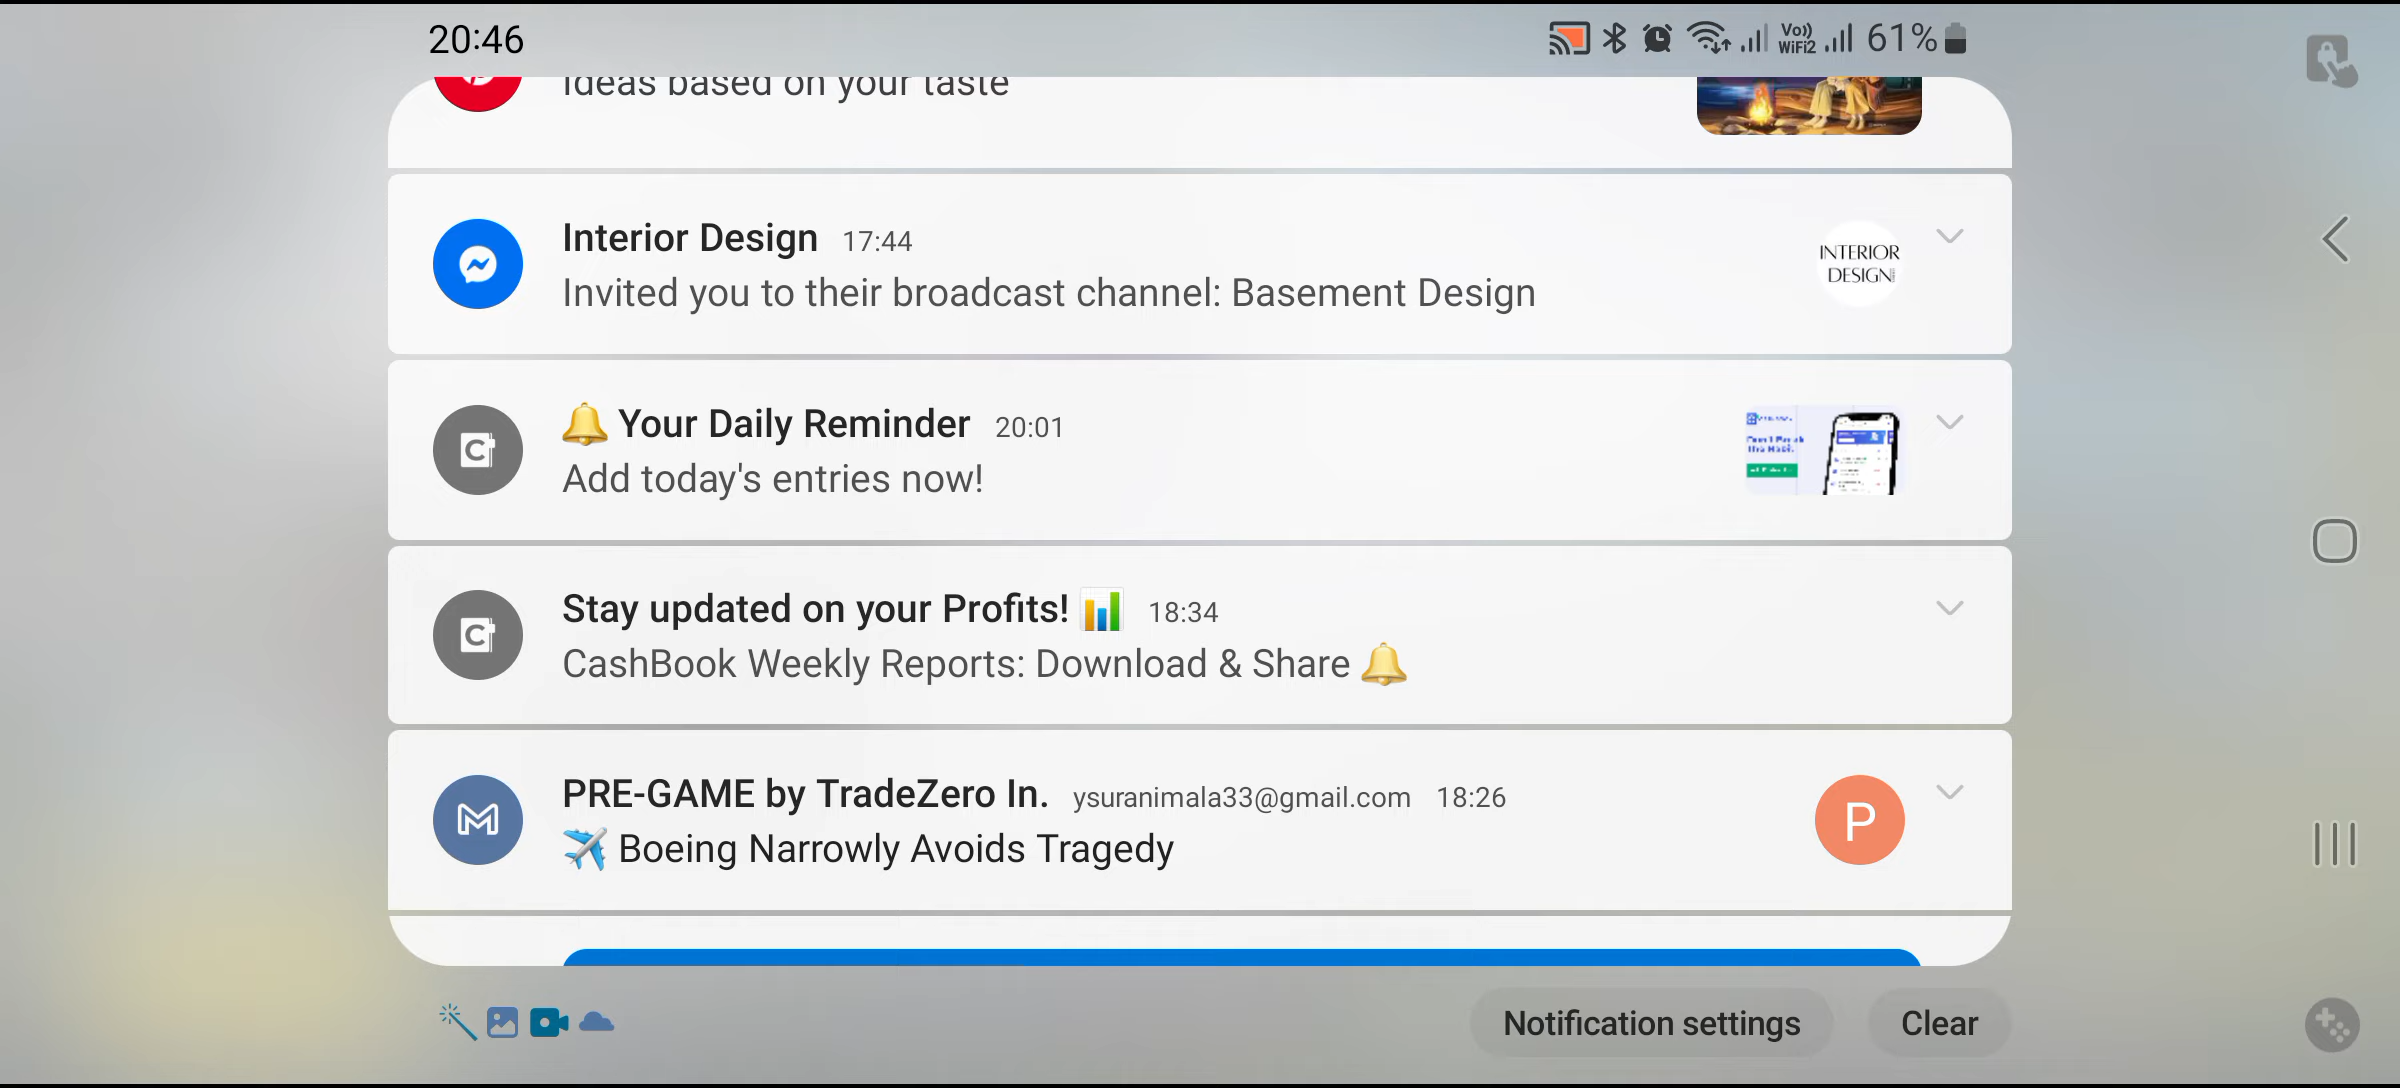 20:46
Vo))
WiFi2
61%
Ideas based on your taste
Interior Design 17:44
Invited you to their broadcast channel: Basement Design
INTERIOR
DESIGN
🔔 Your Daily Reminder 20:01
Add today's entries now!
Stay updated on your Profits! 📊 18:34
CashBook Weekly Reports: Download & Share 🔔
PRE-GAME by TradeZero In. ysuranimala33@gmail.com 18:26
✈️ Boeing Narrowly Avoids Tragedy
P
Notification settings
Clear